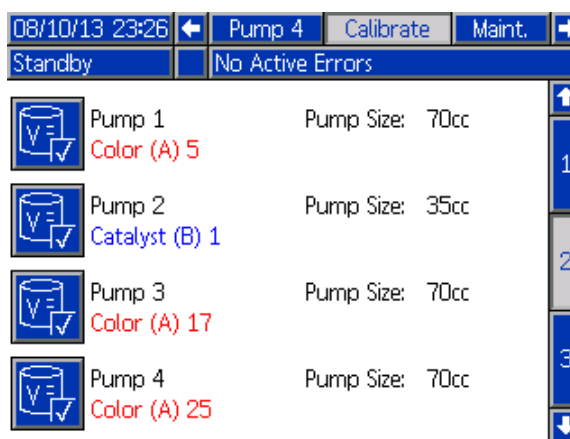 08/10/13 23:26 Pump 4 Calibrate Maint.
Standby No Active Errors
Pump 1 Pump Size: 70cc
Color (A) 5
Pump 2 Pump Size: 35cc
Catalyst (B) 1
Pump 3 Pump Size: 70cc
Color (A) 17
Pump 4 Pump Size: 70cc
Color (A) 25
1
2
3